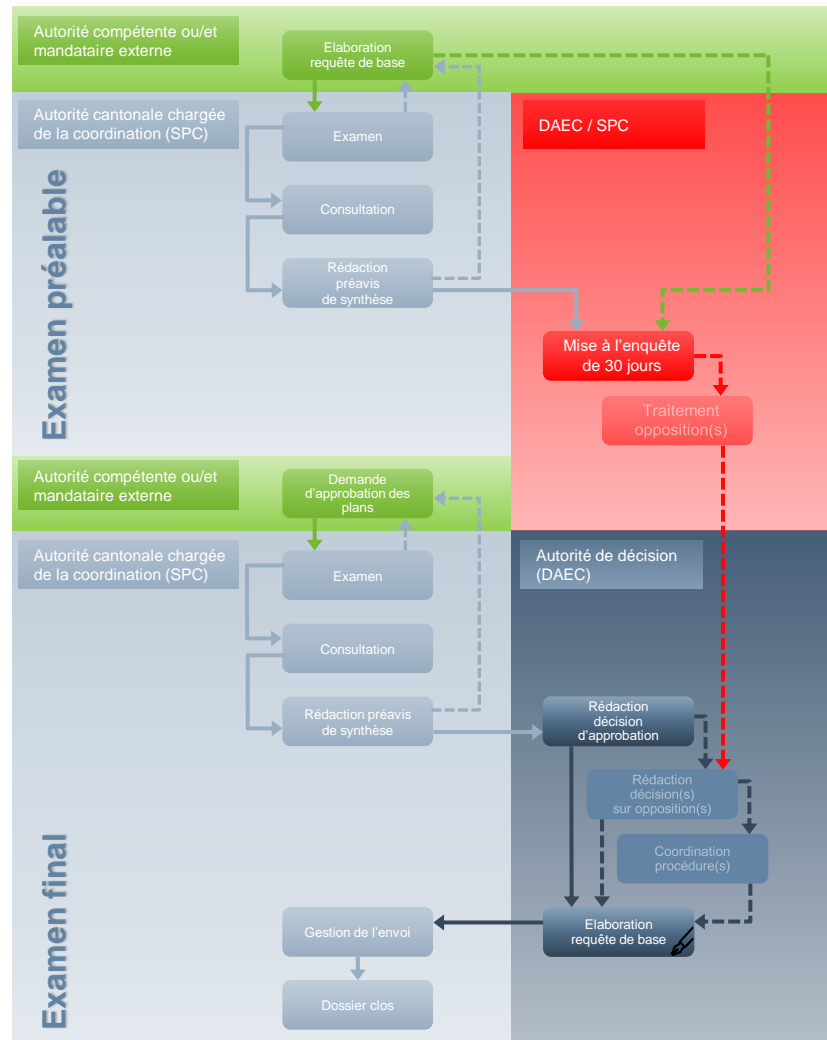 Autorité compétente ou/et
mandataire externe
Elaboration
requête de base
Autorité cantonale chargée
de la coordination (SPC)
DAEC / SPC
Examen
Consultation
Rédaction
préavis
de synthèse
Examen préalable
Mise à l'enquête
de 30 jours
Traitement
opposition(s)
Autorité compétente ou/et
mandataire externe
Demande
d'approbation des
plans
Autorité cantonale chargée
de la coordination (SPC)
Autorité de décision
(DAEC)
Examen
Consultation
Rédaction préavis
de synthèse
Rédaction
décision
d'approbation
Rédaction
décision(s)
sur opposition(s)
Coordination
procédure(s)
Examen final
Gestion de l'envoi
Elaboration
requête de base
Dossier clos